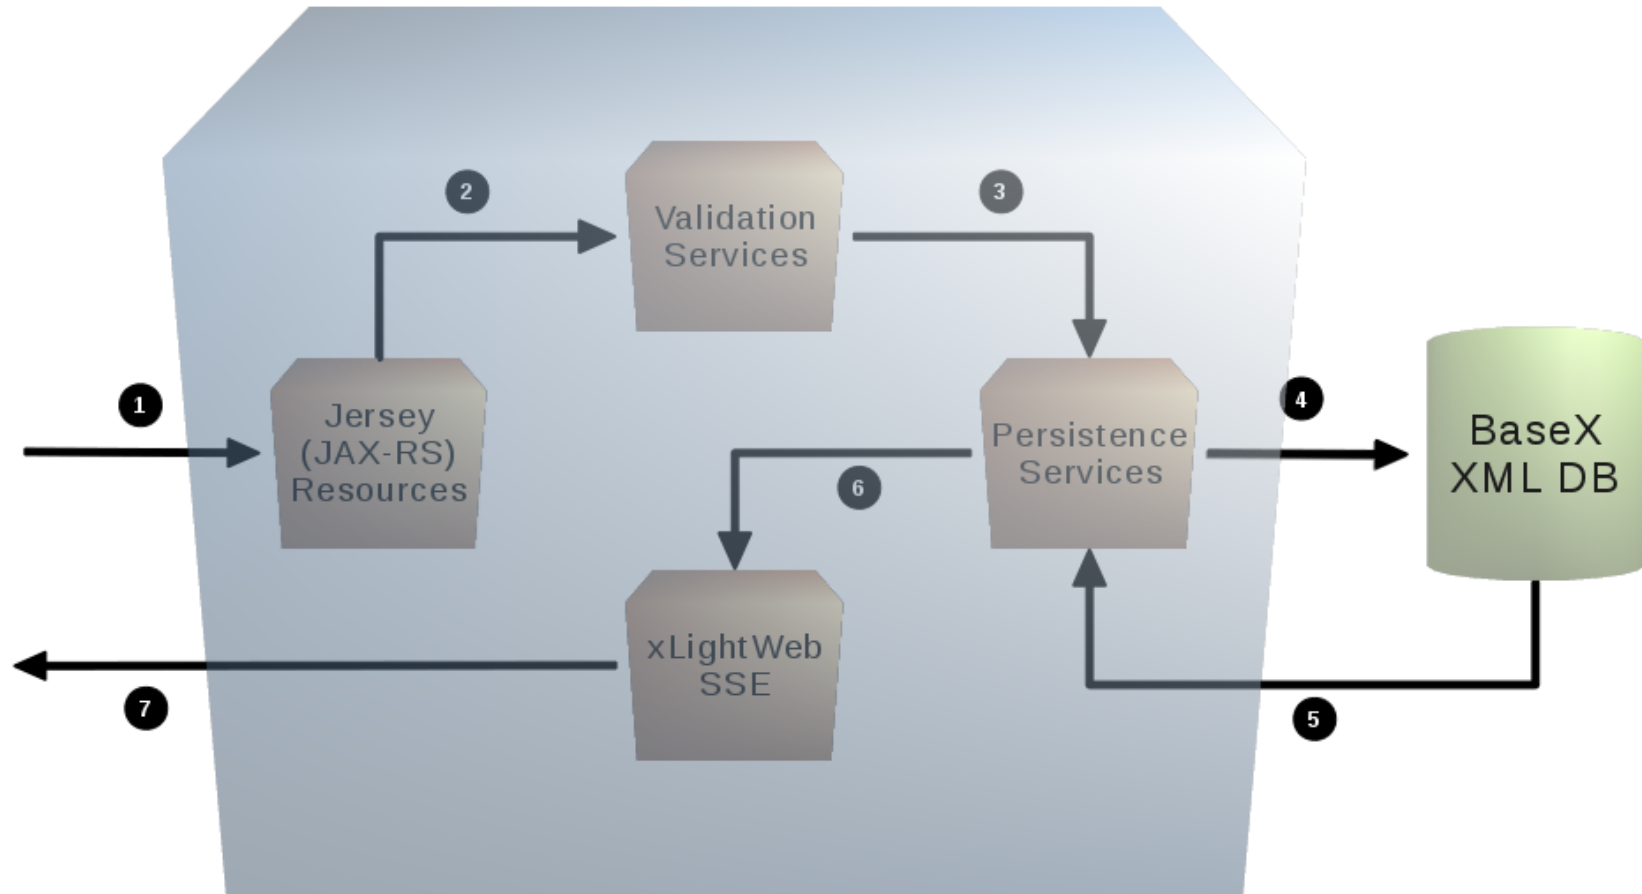 2
3
Validation
Services
1
Jersey
(JAX-RS)
Resources
Persistence
Services
4
BaseX
XML DB
6
xLightWeb
SSE
7
5